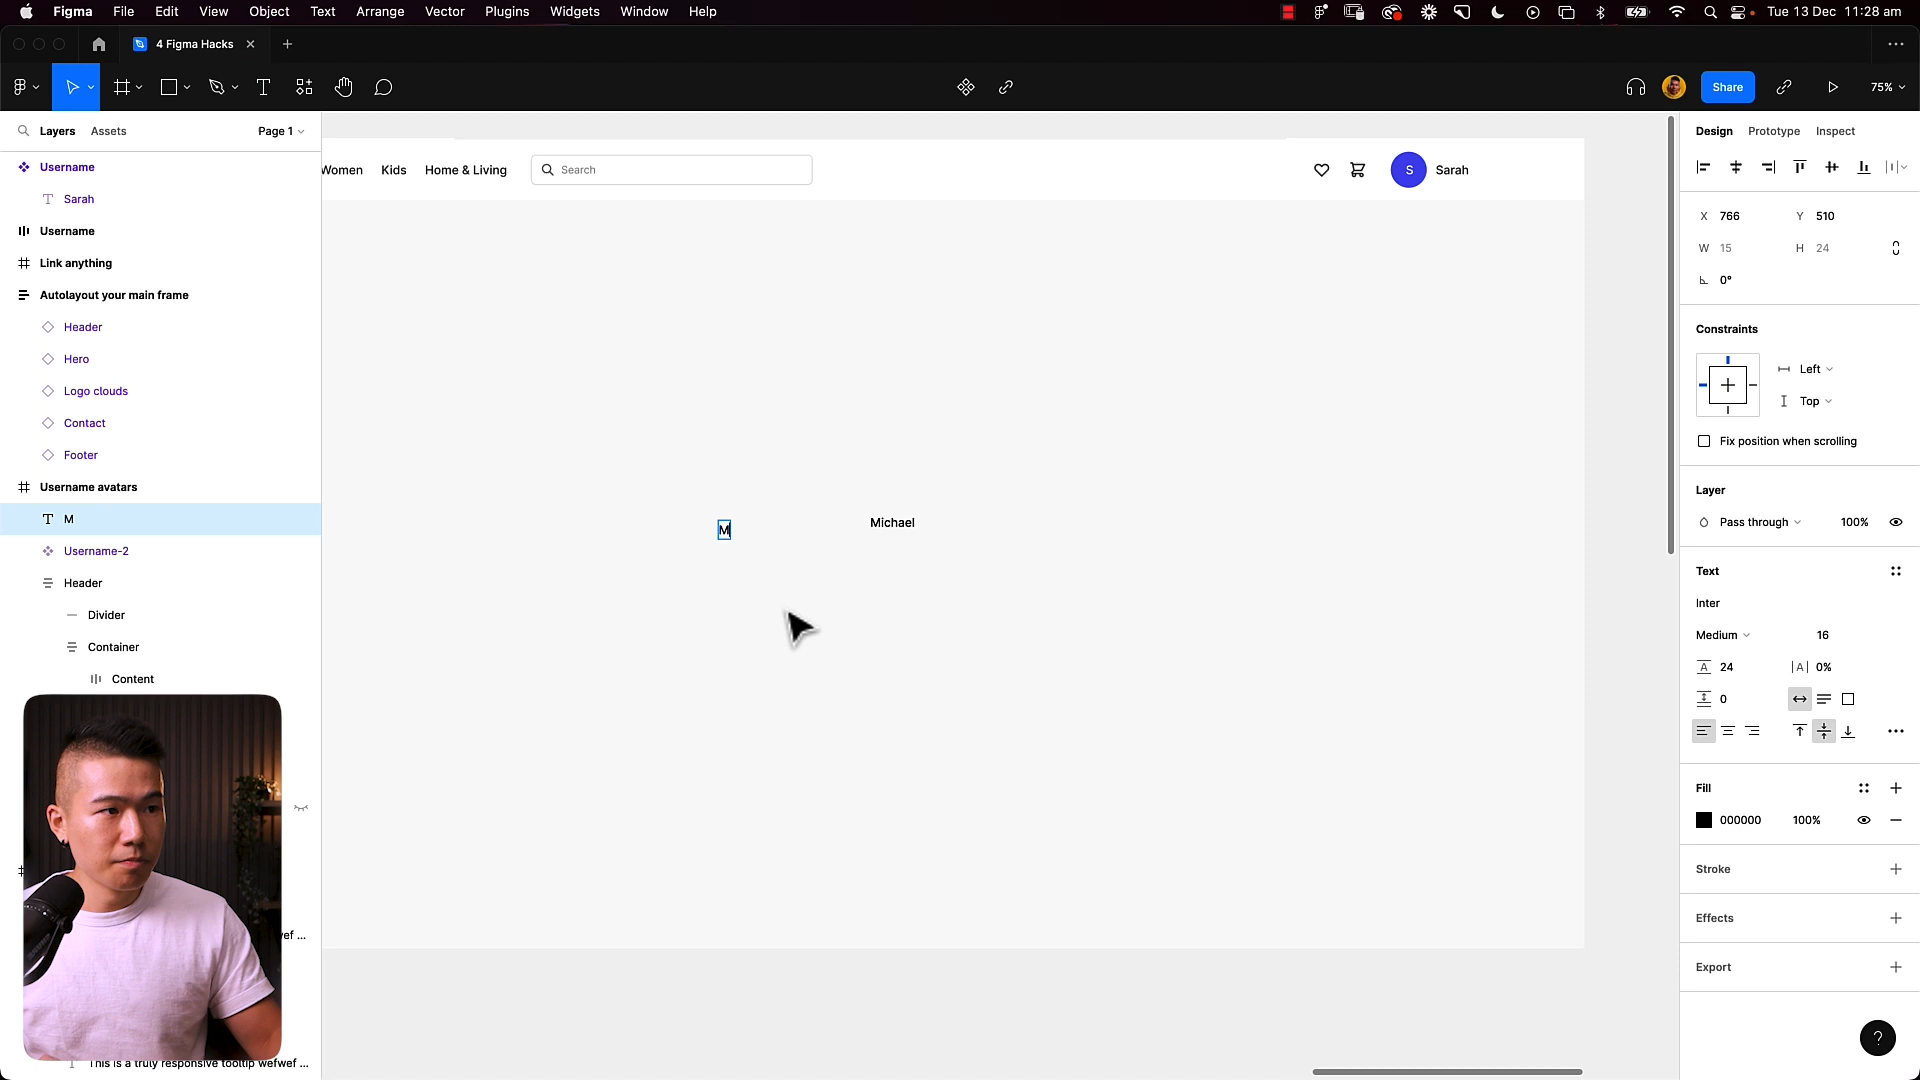 Figma File Edit View Object Text Arrange Vector Plugins Widgets Window Help Tue 13 Dec 11:28 am
4 Figma Hacks
Share 75%
Layers Assets Page 1
Design Prototype Inspect
Username
Sarah
Username
Link anything
Autolayout your main frame
Header
Hero
Logo clouds
Contact
Footer
Username avatars
M
Username-2
Header
Divider
Container
Content
wef ...
This is a truly responsive tooltip wefwef ...
Women Kids Home & Living Search S Sarah
M
Michael
X 766 Y 510
W 15 H 24
0°
Constraints
Left
Top
Fix position when scrolling
Layer
Pass through 100%
Text
Inter
Medium 16
24 |A| 0%
0
Fill
000000 100%
Stroke
Effects
Export
?